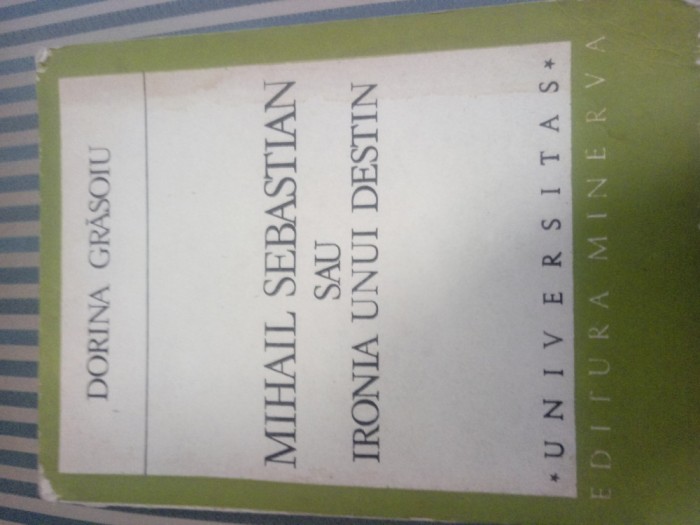 DORINA GRĂSOIU
MIHAIL SEBASTIAN
SAU
IRONIA UNUI DESTIN
*UNIVERSITAS*
EDITURA MINERVA